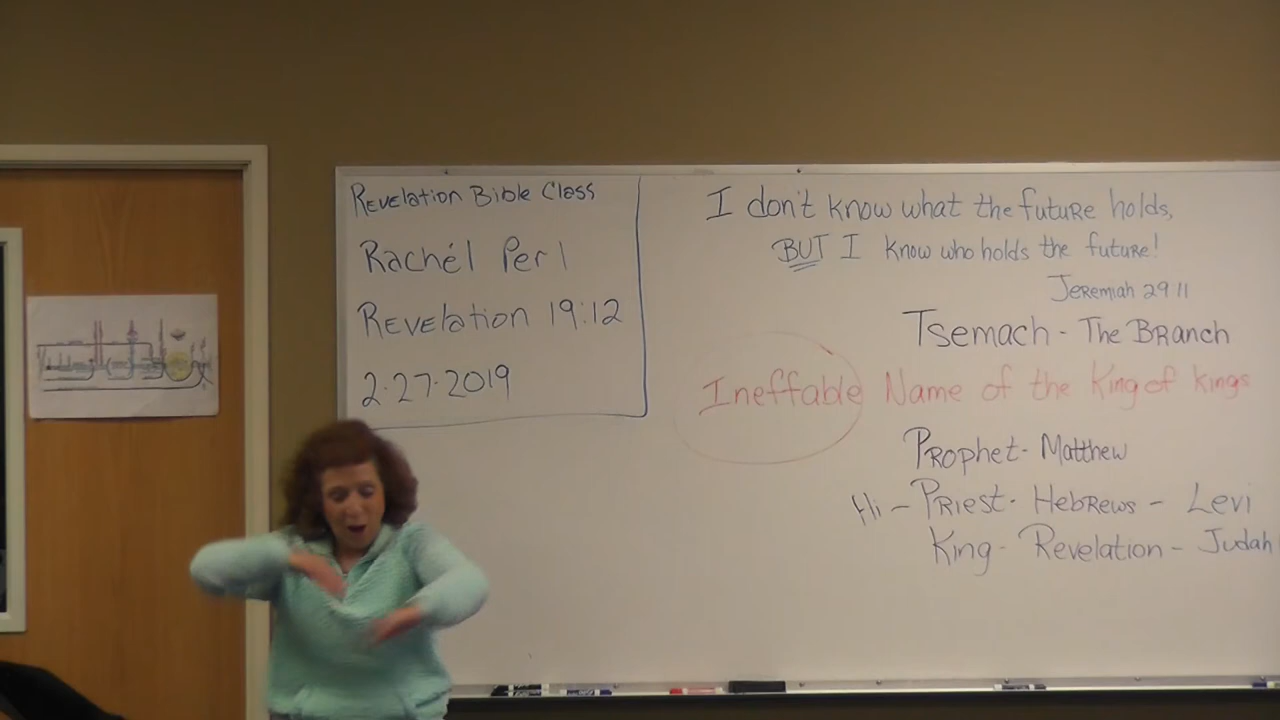 Revelation Bible Class
Rachél Perl
Revelation 19:12
2.27.2019
I don't know what the future holds,
BUT I know who holds the future!
Jeremiah 29 11
Tsemach - The Branch
Ineffable Name of the King of kings
Prophet - Matthew
Hi - Priest - Hebrews - Levi
King - Revelation - Judah